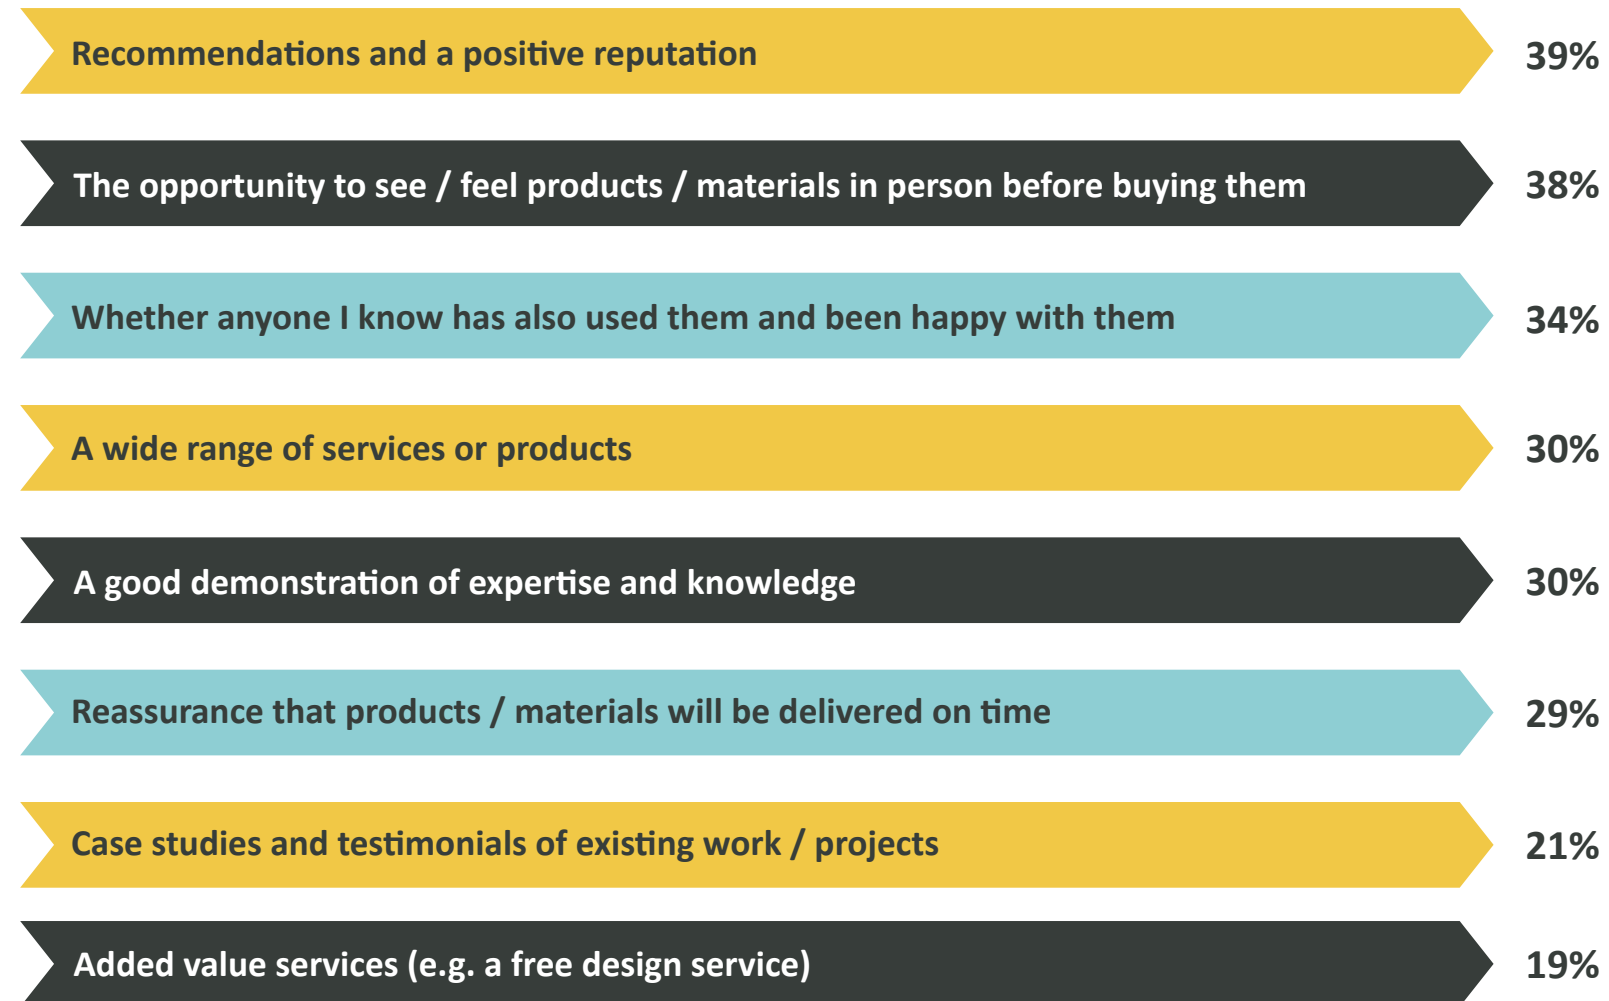 Recommendations and a positive reputation 39%
The opportunity to see / feel products / materials in person before buying them 38%
Whether anyone I know has also used them and been happy with them 34%
A wide range of services or products 30%
A good demonstration of expertise and knowledge 30%
Reassurance that products / materials will be delivered on time 29%
Case studies and testimonials of existing work / projects 21%
Added value services (e.g. a free design service) 19%